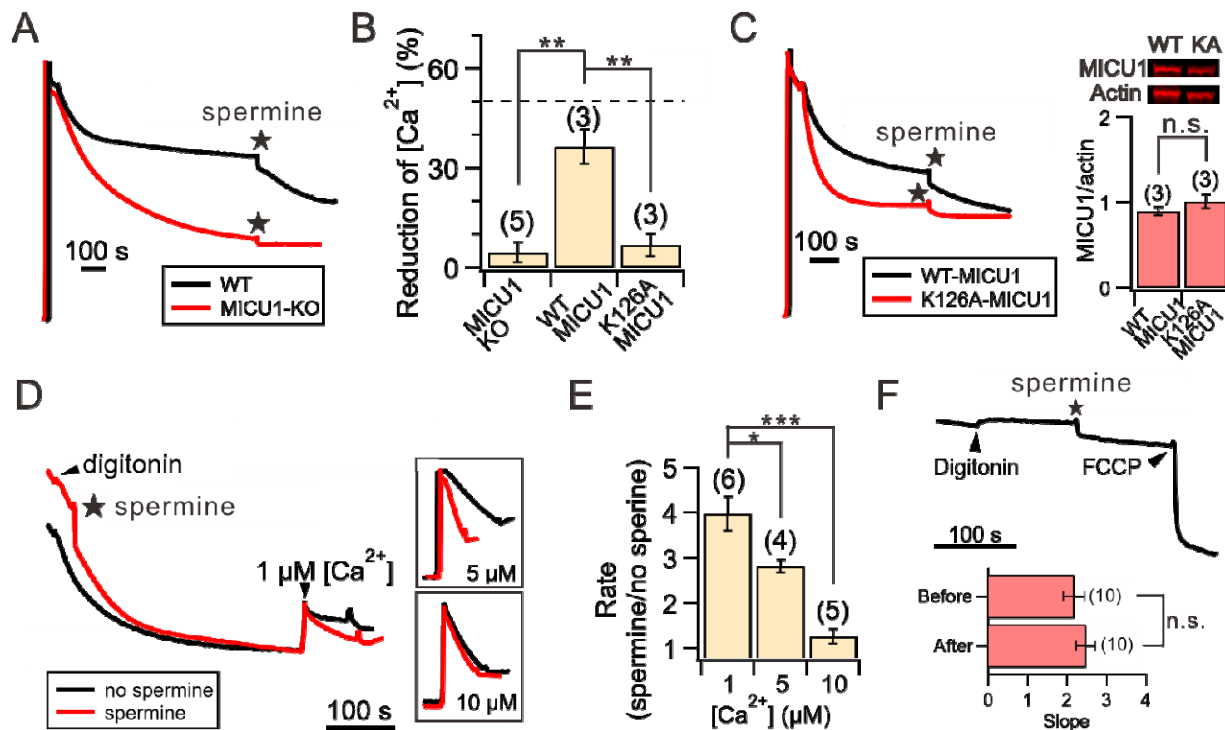 A
spermine
100 s
WT
MICU1-KO
B
Reduction of [Ca²⁺] (%)
60
30
0
**
**
(5)
(3)
(3)
MICU1
KO
WT
MICU1
K126A
MICU1
C
spermine
100 s
WT-MICU1
K126A-MICU1
WT KA
MICU1
Actin
n.s.
MICU1/actin
2
1
0
(3)
(3)
WT
MICU1
K126A
MICU1
D
digitonin
spermine
1 µM [Ca²⁺]
no spermine
spermine
100 s
5 µM
10 µM
E
Rate
(spermine/no sperine)
5
4
3
2
1
***
*
(6)
(4)
(5)
1 5 10
[Ca²⁺] (µM)
F
spermine
Digitonin
FCCP
100 s
Before
After
(10)
(10)
n.s.
0 1 2 3 4
Slope